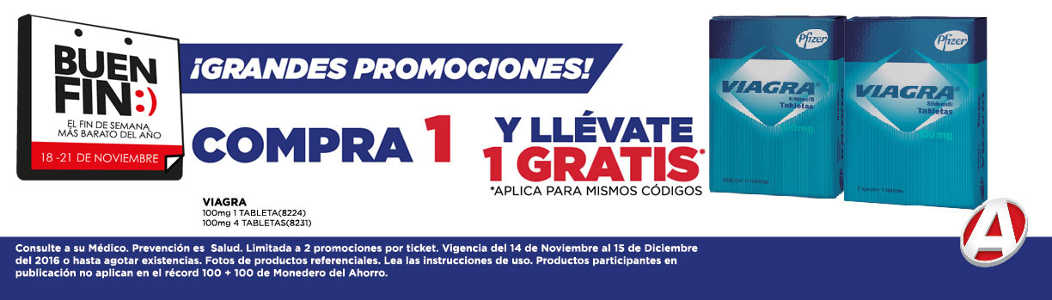 BUEN
FIN:)
EL FIN DE SEMANA
MÁS BARATO DEL AÑO
18 -21 DE NOVIEMBRE
¡GRANDES PROMOCIONES!
COMPRA 1
Y LLÉVATE
1 GRATIS*
*APLICA PARA MISMOS CÓDIGOS
VIAGRA
100mg 1 TABLETA(8224)
100mg 4 TABLETAS(8231)
Pfizer
VIAGRA
Tabletas
Pfizer
VIAGRA
Tabletas
A
Consulte a su Médico. Prevención es Salud. Limitada a 2 promociones por ticket. Vigencia del 14 de Noviembre al 15 de Diciembre
del 2016 o hasta agotar existencias. Fotos de productos referenciales. Lea las instrucciones de uso. Productos participantes en
publicación no aplican en el récord 100 + 100 de Monedero del Ahorro.